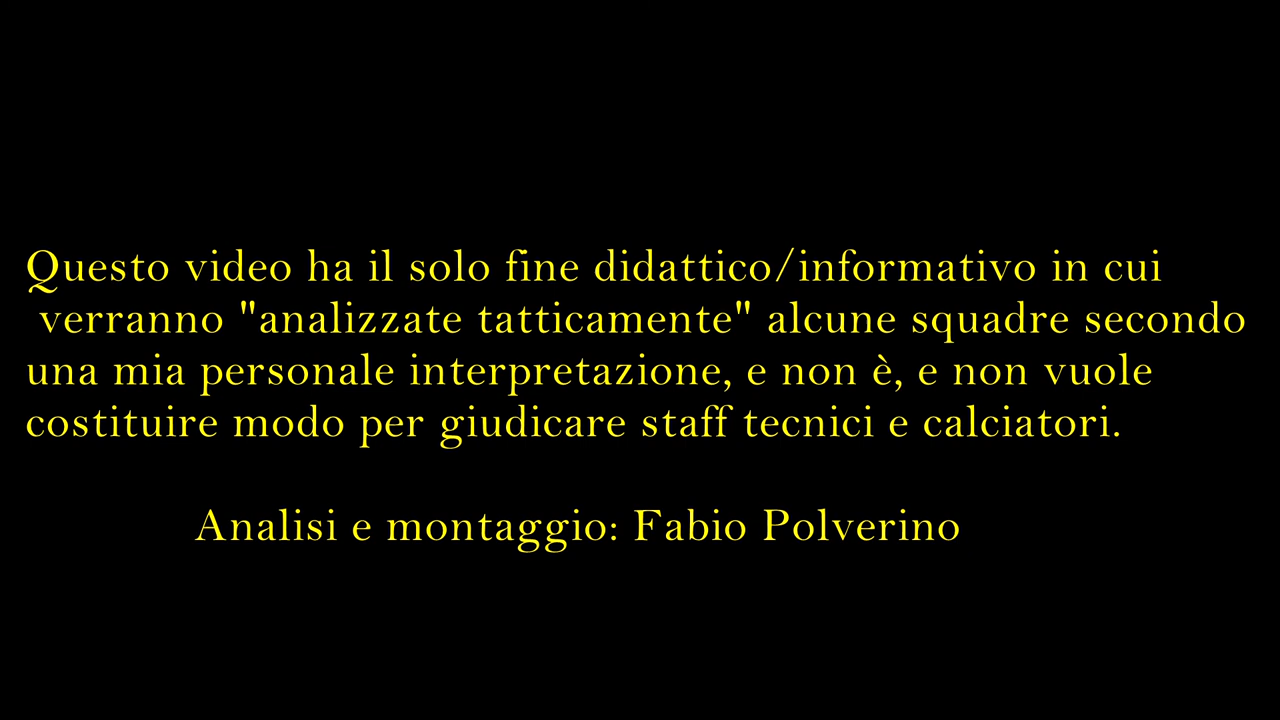 Questo video ha il solo fine didattico/informativo in cui
verranno "analizzate tatticamente" alcune squadre secondo
una mia personale interpretazione, e non è, e non vuole
costituire modo per giudicare staff tecnici e calciatori.
Analisi e montaggio: Fabio Polverino